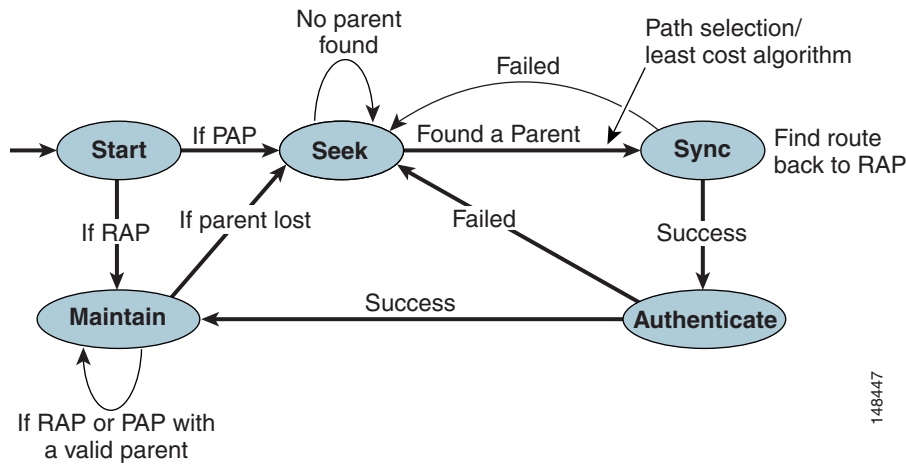 No parent
found
Path selection/
least cost algorithm
Failed
Start
If PAP
Seek
Found a Parent
Sync
Find route
back to RAP
If RAP
If parent lost
Failed
Success
Maintain
Success
Authenticate
If RAP or PAP with
a valid parent
148447